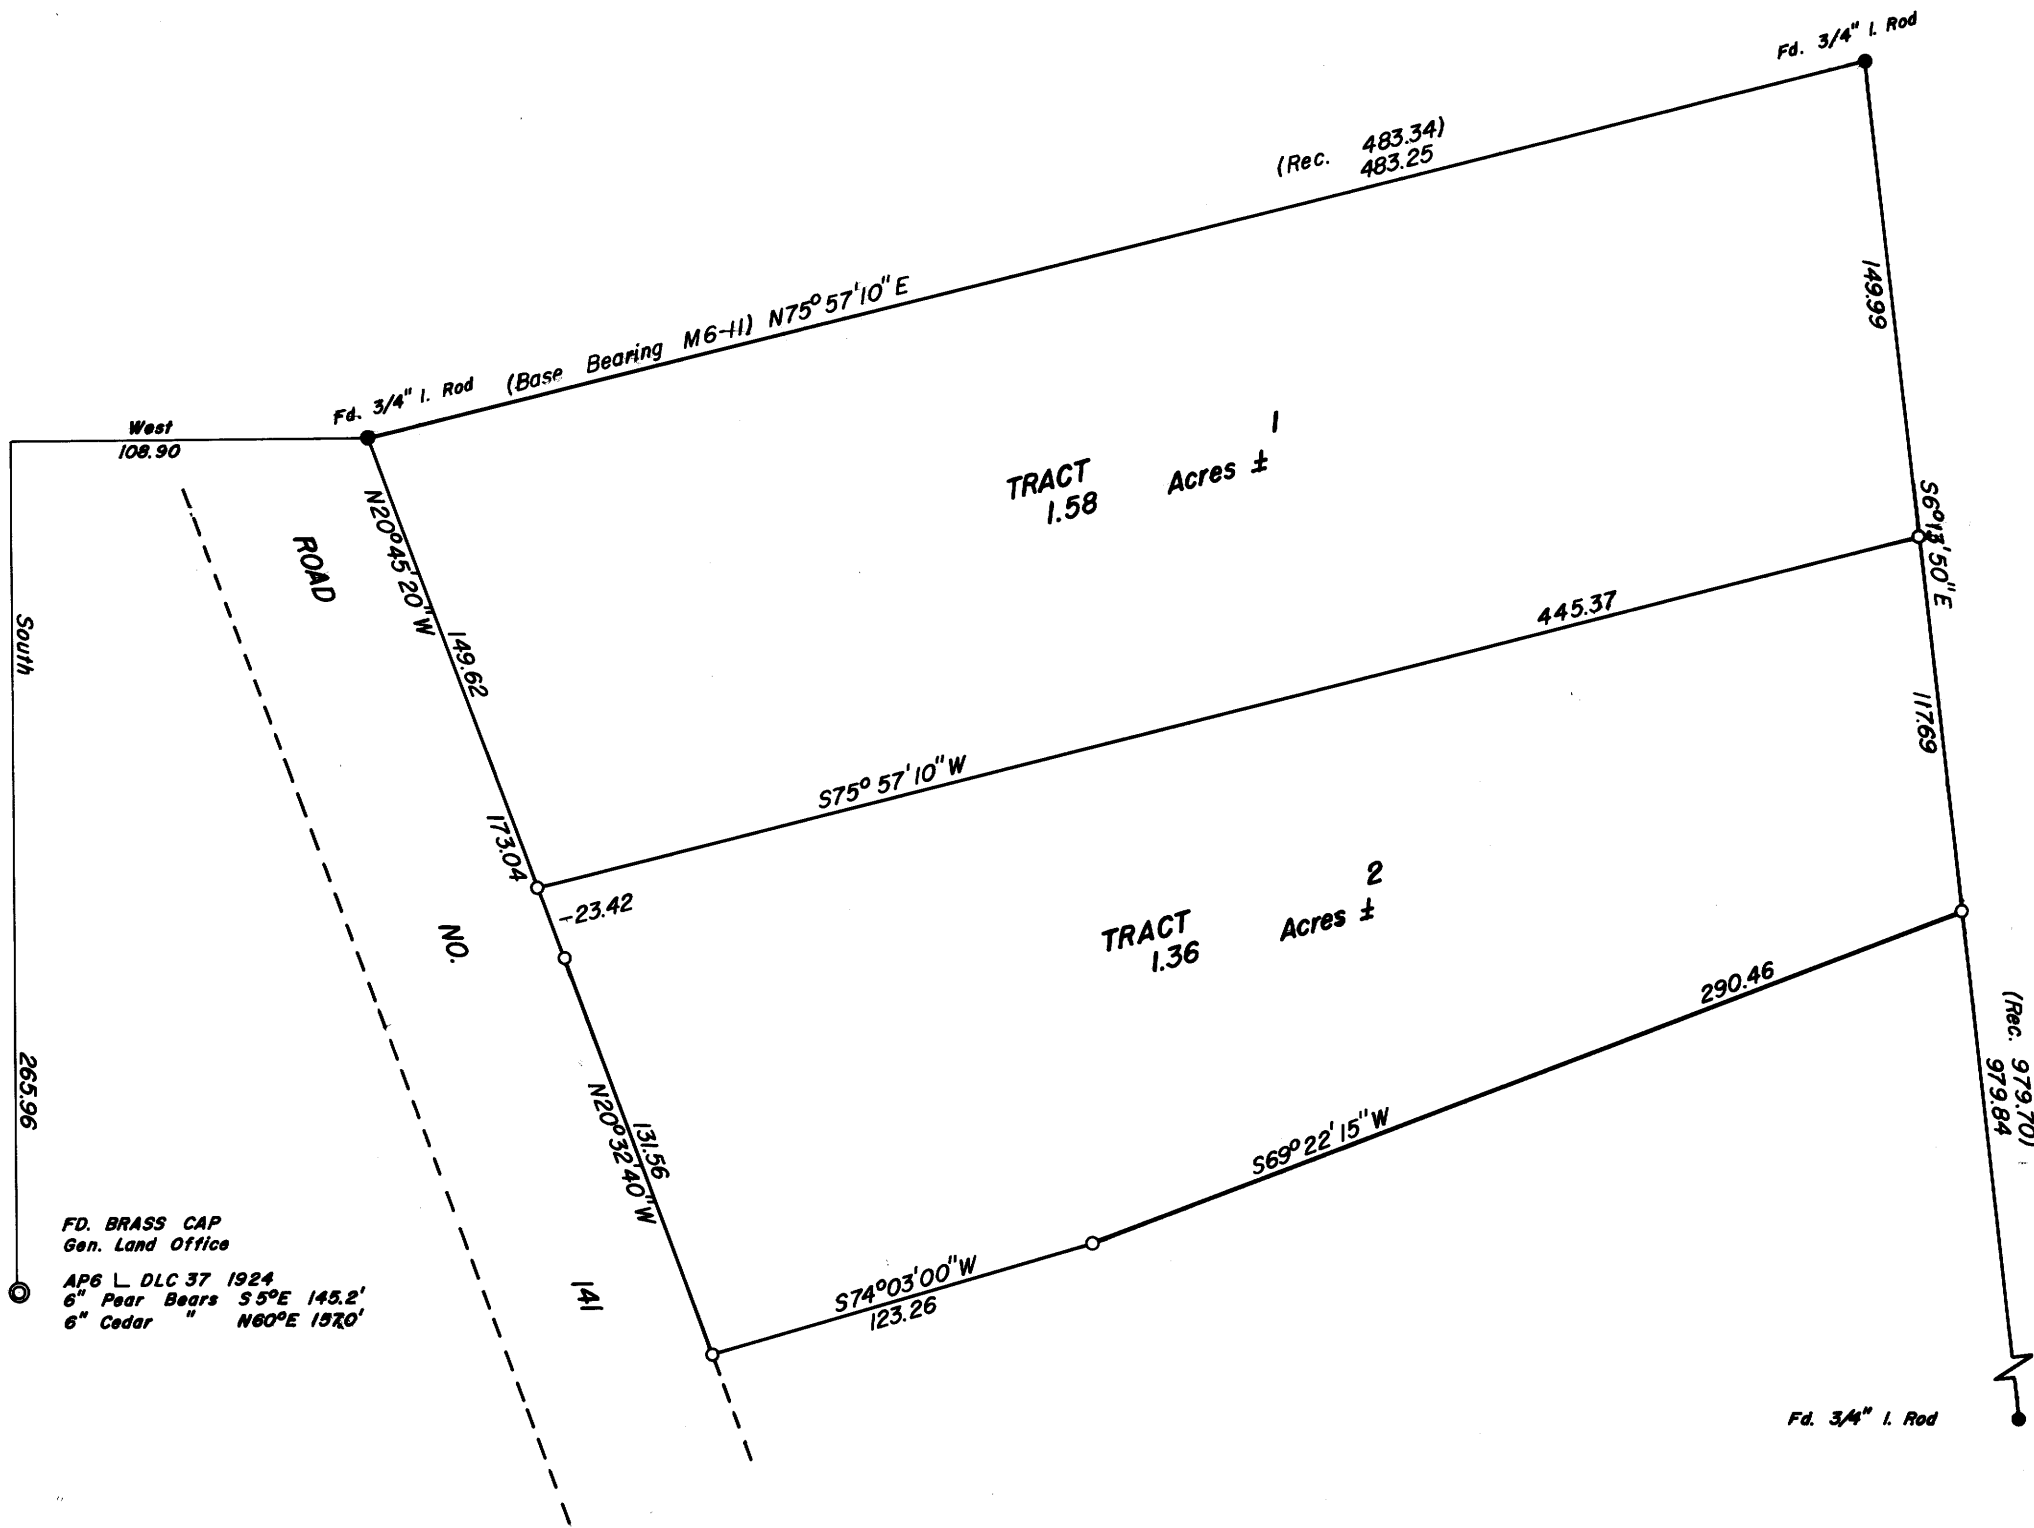 Fd. 3/4" I. Rod
(Rec. 483.34)
483.25
(Base Bearing M6-11) N75° 57'10" E
Fd. 3/4" I. Rod
West
108.90
149.99
TRACT 1
1.58 Acres ±
N20°45'20"W
ROAD
S6°13'50"E
445.37
South
149.62
117.69
S75° 57'10" W
173.04
-23.42
TRACT 2
1.36 Acres ±
NO.
290.46
(Rec. 979.70)
979.84
265.96
131.56
N20°32'40"W
S69° 22'15" W
FD. BRASS CAP
Gen. Land Office
AP6 L DLC 37 1924
6" Pear Bears S 5°E 145.2'
6" Cedar " N60°E
S74°03'00"W
123.26
141
Fd. 3/4" I. Rod